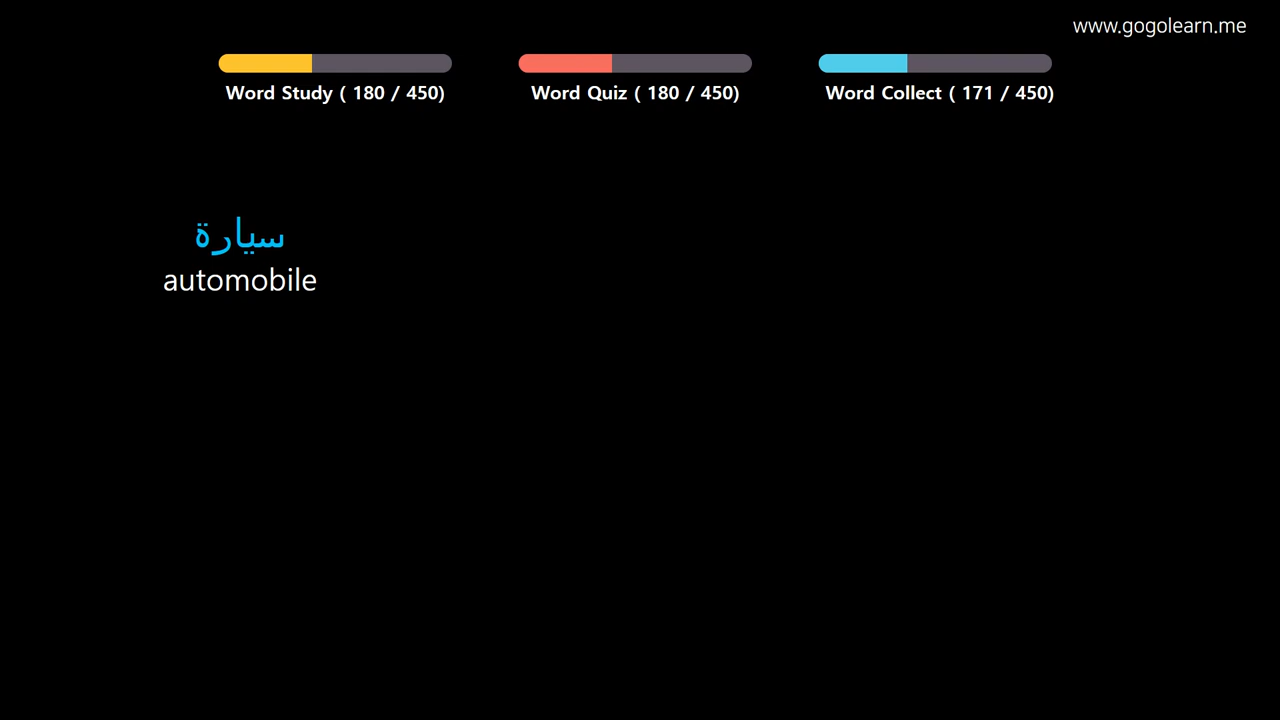 www.gogolearn.me
Word Study ( 180 / 450)
Word Quiz ( 180 / 450)
Word Collect ( 171 / 450)
سيارة
automobile